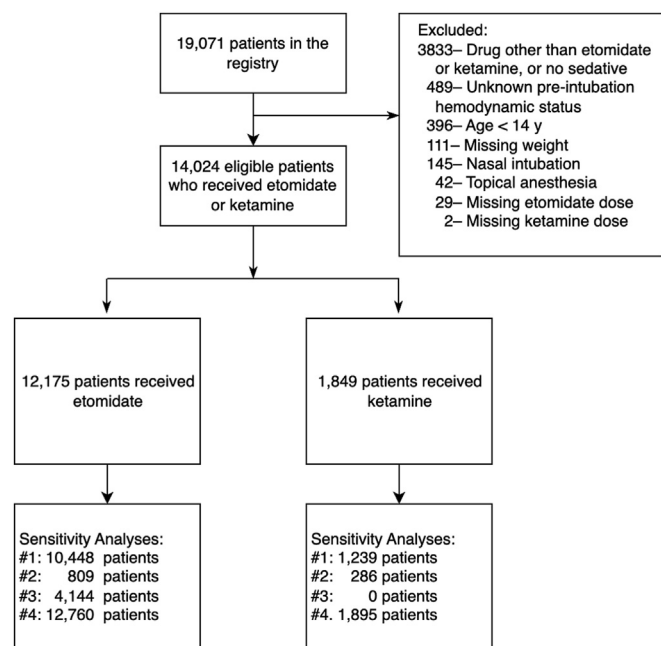 19,071 patients in the
registry
Excluded:
3833– Drug other than etomidate
or ketamine, or no sedative
489– Unknown pre-intubation
hemodynamic status
396– Age < 14 y
111– Missing weight
145– Nasal intubation
42– Topical anesthesia
29– Missing etomidate dose
2– Missing ketamine dose
14,024 eligible patients
who received etomidate
or ketamine
12,175 patients received
etomidate
1,849 patients received
ketamine
Sensitivity Analyses:
#1: 10,448 patients
#2: 809 patients
#3: 4,144 patients
#4: 12,760 patients
Sensitivity Analyses:
#1: 1,239 patients
#2: 286 patients
#3: 0 patients
#4. 1,895 patients